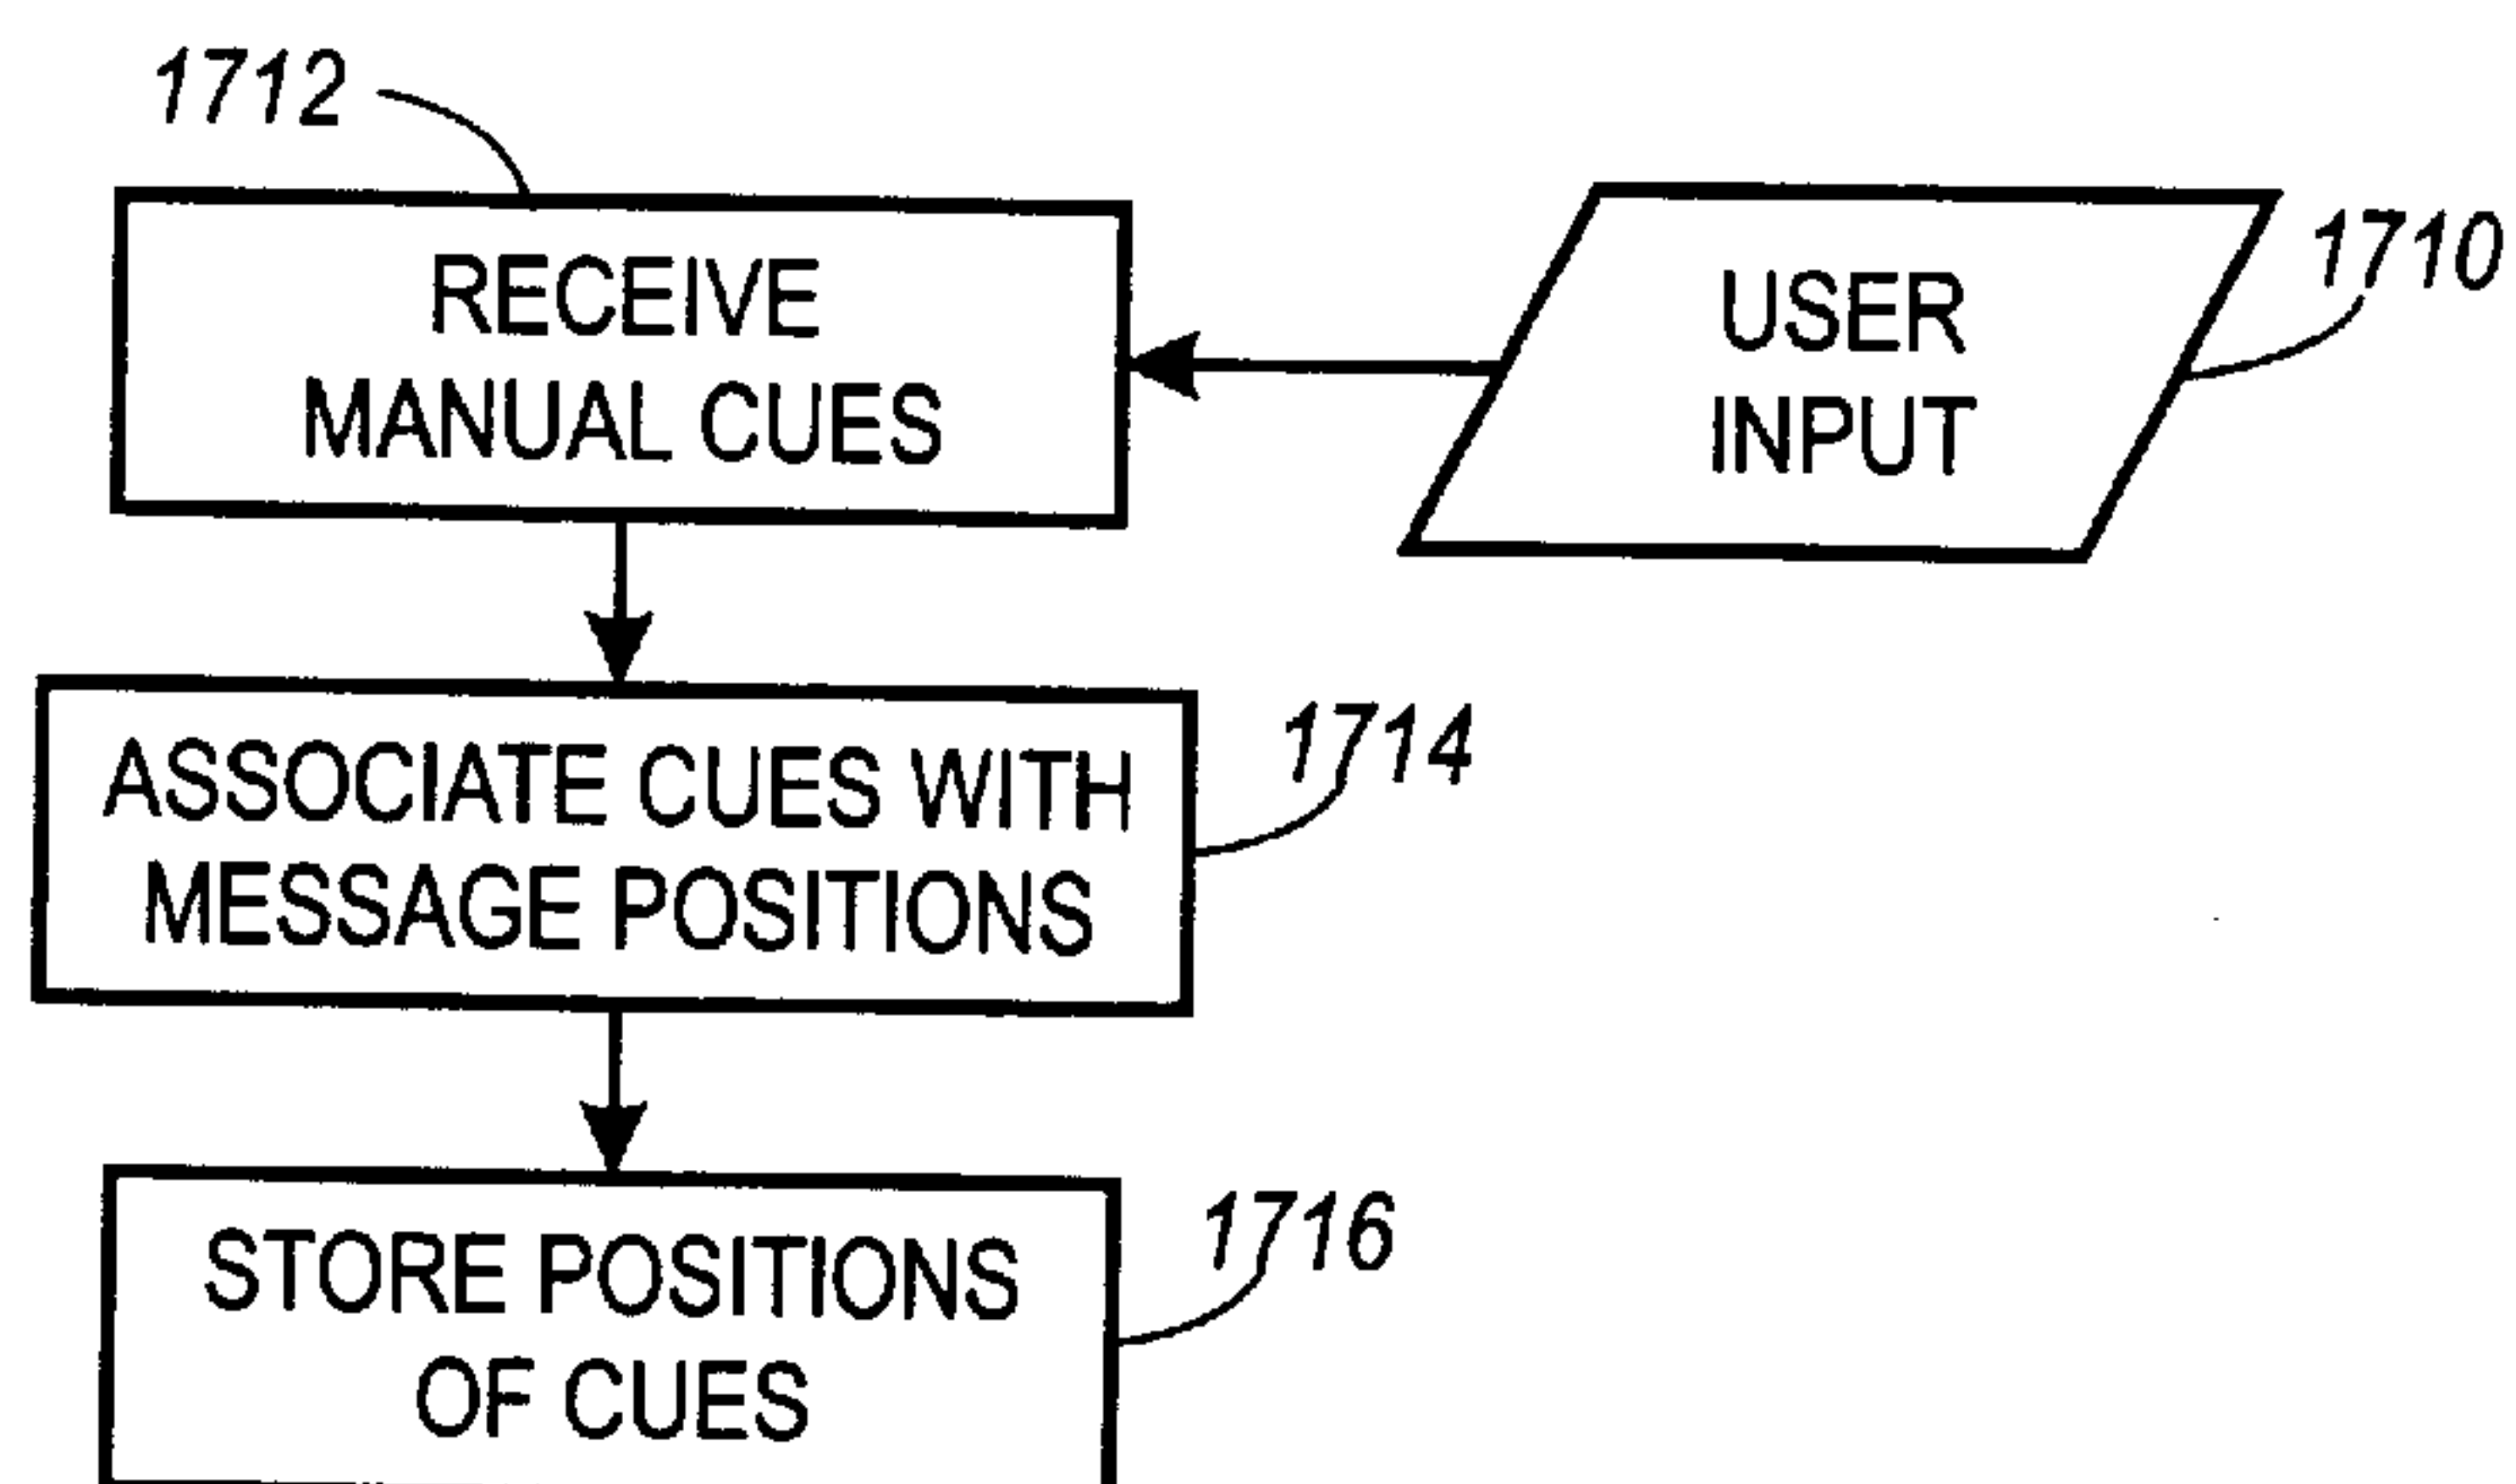 1712
RECEIVE
MANUAL CUES
USER
INPUT
1710
ASSOCIATE CUES WITH
MESSAGE POSITIONS
1714
STORE POSITIONS
OF CUES
1716